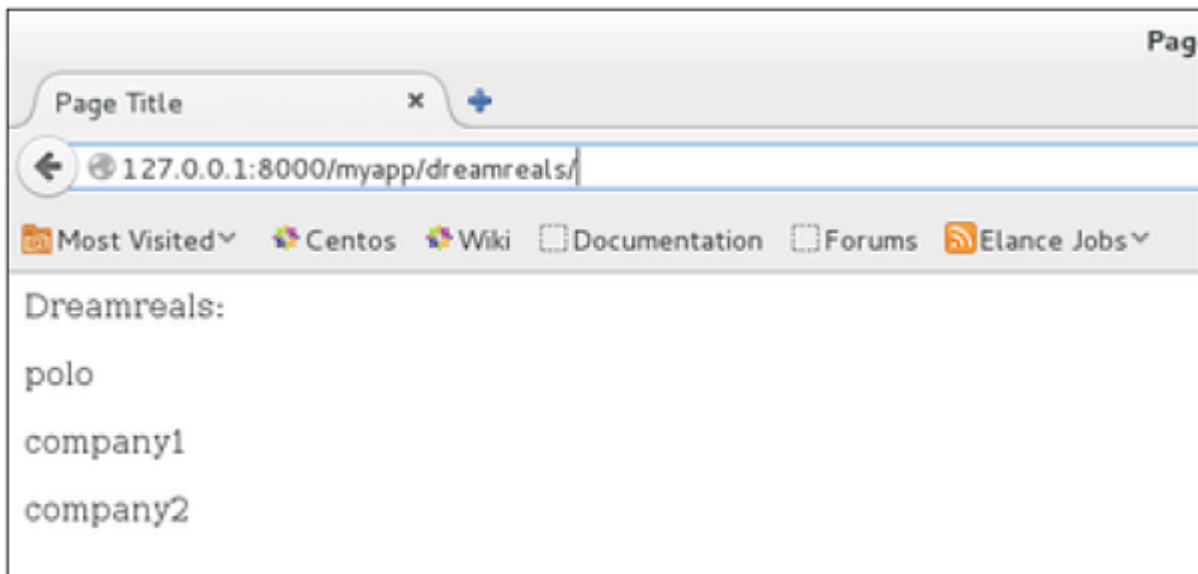 Pag
Page Title
127.0.0.1:8000/myapp/dreamreals/
Most Visited Centos Wiki Documentation Forums Elance Jobs
Dreamreals:
polo
company1
company2